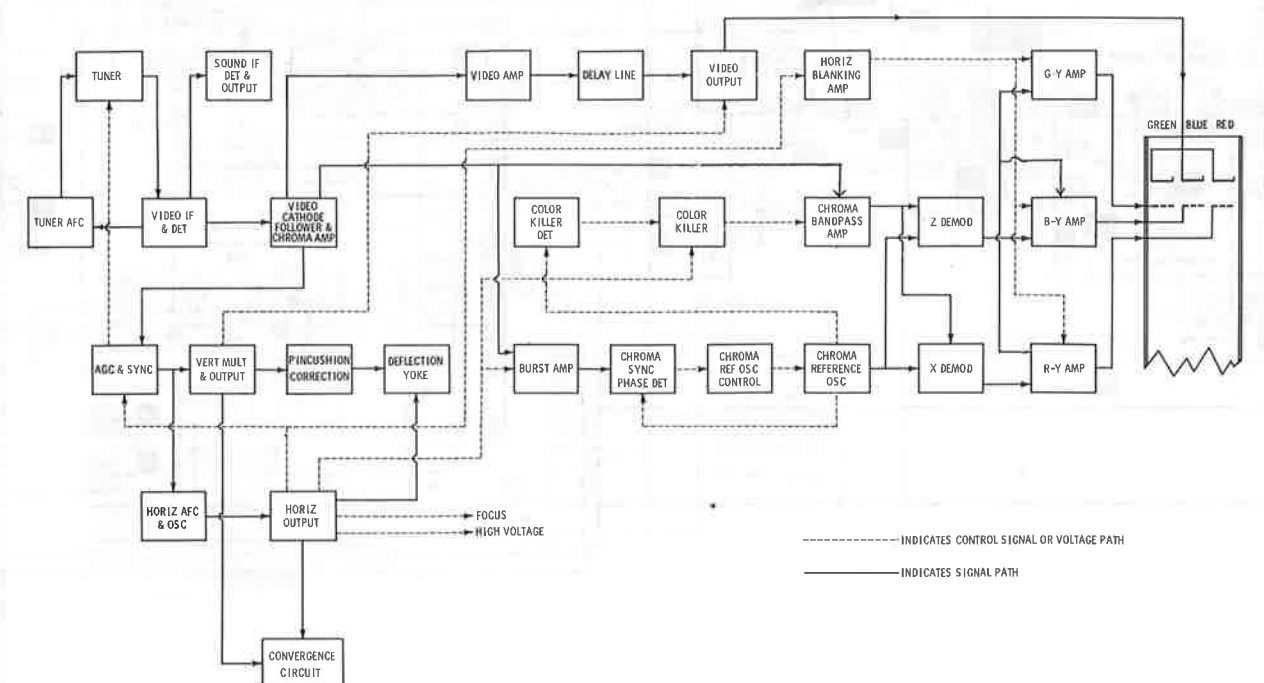 TUNER
SOUND IF
DET &
OUTPUT
VIDEO AMP
DELAY LINE
VIDEO
OUTPUT
HORIZ
BLANKING
AMP
G-Y AMP
GREEN BLUE RED
TUNER AFC
VIDEO IF
& DET
VIDEO
CATHODE
FOLLOWER &
CHROMA AMP
COLOR
KILLER
DET
COLOR
KILLER
CHROMA
BANDPASS
AMP
Z DEMOD
B-Y AMP
AGC & SYNC
VERT MULT
& OUTPUT
PINCUSHION
CORRECTION
DEFLECTION
YOKE
BURST AMP
CHROMA
SYNC
PHASE DET
CHROMA
REF OSC
CONTROL
CHROMA
REFERENCE
OSC
X DEMOD
R-Y AMP
HORIZ AFC
& OSC
HORIZ
OUTPUT
FOCUS
HIGH VOLTAGE
INDICATES CONTROL SIGNAL OR VOLTAGE PATH
INDICATES SIGNAL PATH
CONVERGENCE
CIRCUIT